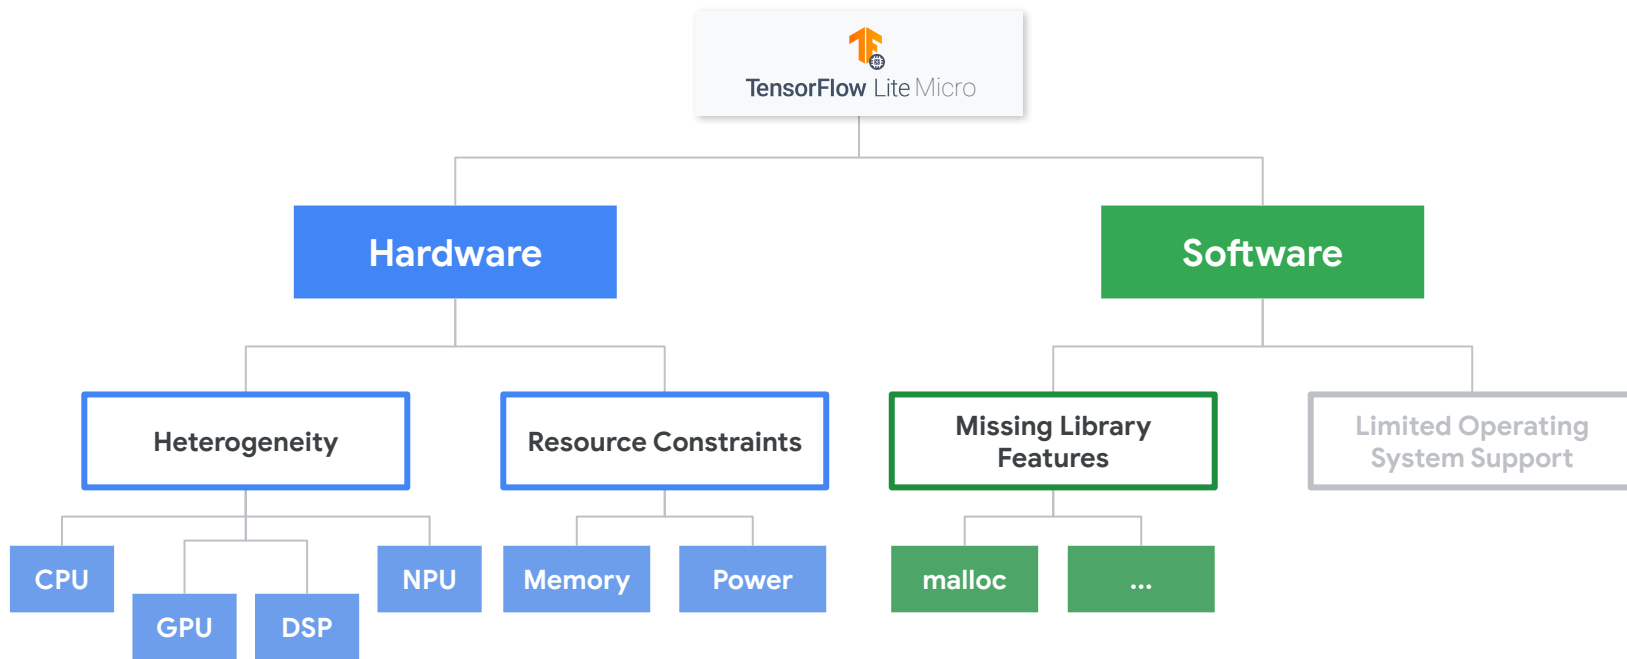 TensorFlow Lite Micro
Hardware
Software
Heterogeneity
Resource Constraints
Missing Library
Features
Limited Operating
System Support
CPU
GPU
DSP
NPU
Memory
Power
malloc
...